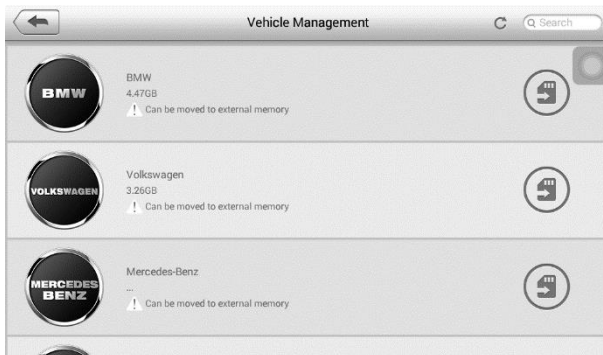 Vehicle Management
Search
BMW
BMW
4.47GB
Can be moved to external memory
VOLKSWAGEN
Volkswagen
3.26GB
Can be moved to external memory
MERCEDES
BENZ
Mercedes-Benz
...
Can be moved to external memory